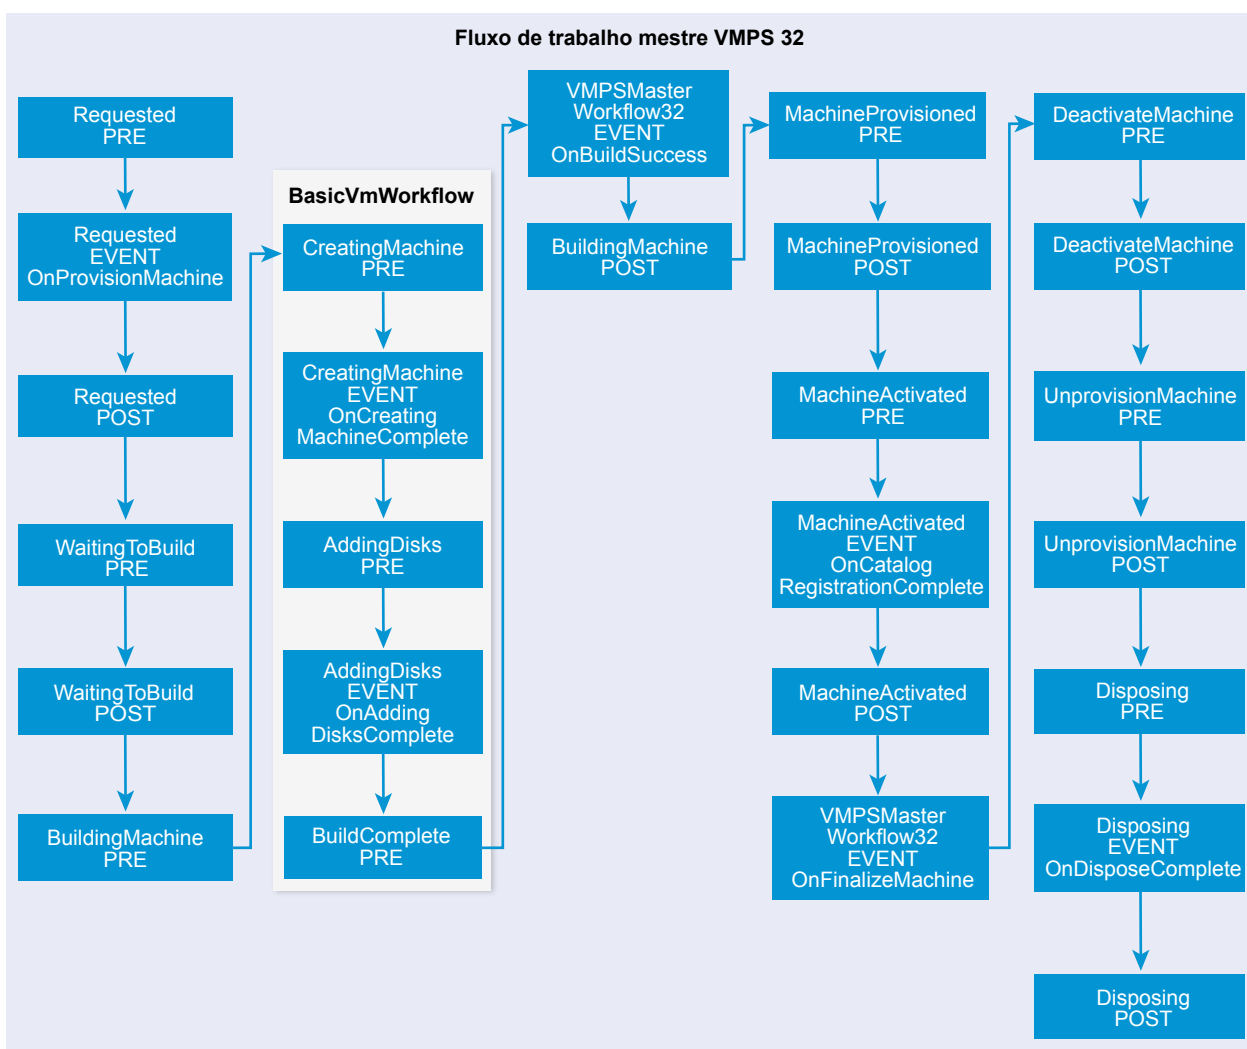 Fluxo de trabalho mestre VMPS 32
Requested
PRE
Requested
EVENT
OnProvisionMachine
Requested
POST
WaitingToBuild
PRE
WaitingToBuild
POST
BuildingMachine
PRE
BasicVmWorkflow
CreatingMachine
PRE
CreatingMachine
EVENT
OnCreating
MachineComplete
AddingDisks
PRE
AddingDisks
EVENT
OnAdding
DisksComplete
BuildComplete
PRE
VMPSMaster
Workflow32
EVENT
OnBuildSuccess
BuildingMachine
POST
MachineProvisioned
PRE
MachineProvisioned
POST
MachineActivated
PRE
MachineActivated
EVENT
OnCatalog
RegistrationComplete
MachineActivated
POST
VMPSMaster
Workflow32
EVENT
OnFinalizeMachine
DeactivateMachine
PRE
DeactivateMachine
POST
UnprovisionMachine
PRE
UnprovisionMachine
POST
Disposing
PRE
Disposing
EVENT
OnDisposeComplete
Disposing
POST